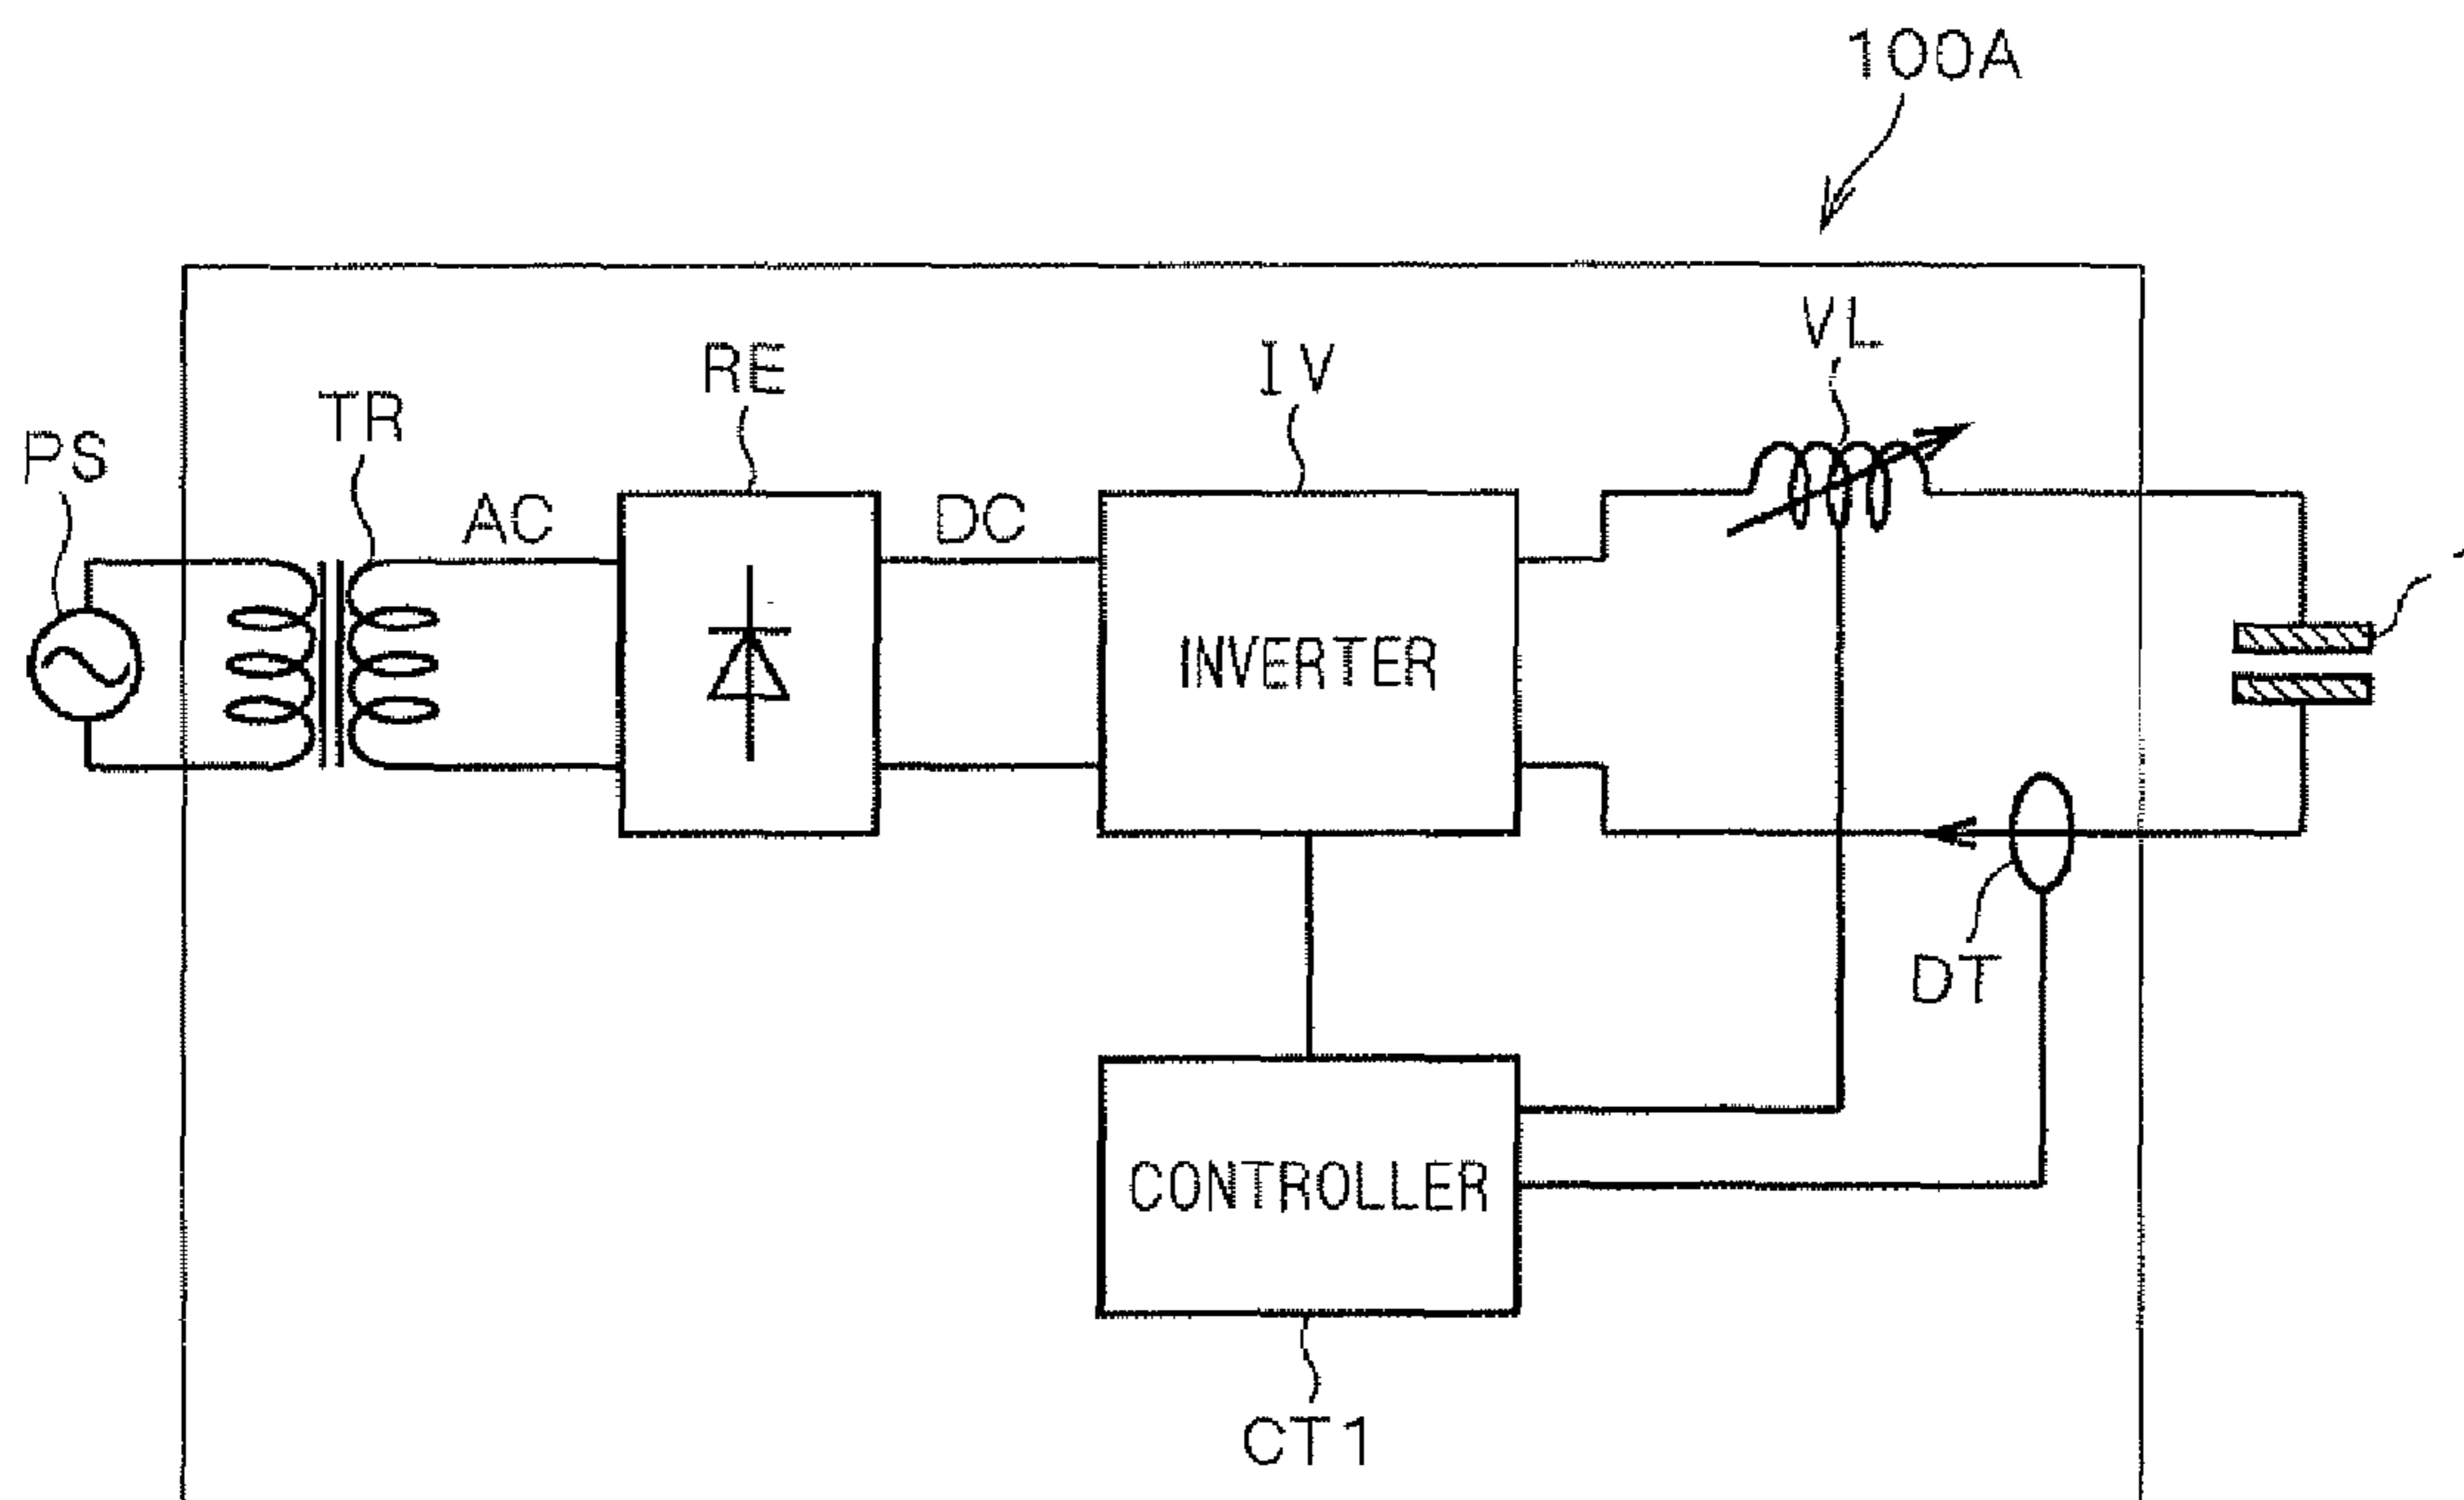 100A
VL
RE
IV
TR
PS
AC
DC
INVERTER
DT
CONTROLLER
CT1